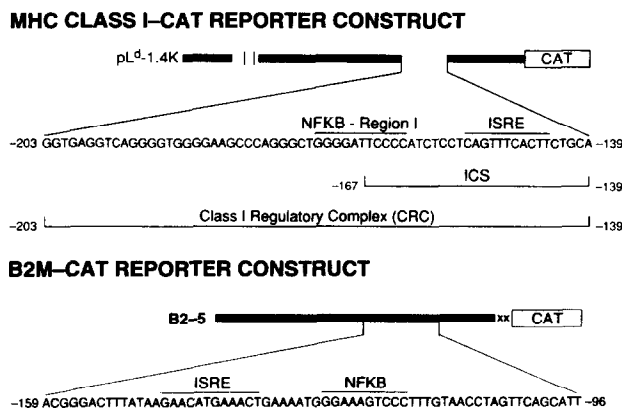 MHC CLASS I–CAT REPORTER CONSTRUCT
pLd-1.4K CAT
NFKB - Region I ISRE
-203 GGTGAGGTCAGGGGTGGGGAAGCCCAGGGCTGGGGATTCCCCATCTCCTCAGTTTCACTTCTGCA -139
-167 ICS -139
-203 Class I Regulatory Complex (CRC) -139
B2M–CAT REPORTER CONSTRUCT
B2–5 xx CAT
ISRE NFKB
-159 ACGGGACTTTATAAGAACATGAAACTGAAAATGGGAAAGTCCCTTTGTAACCTAGTTCAGCATT -96